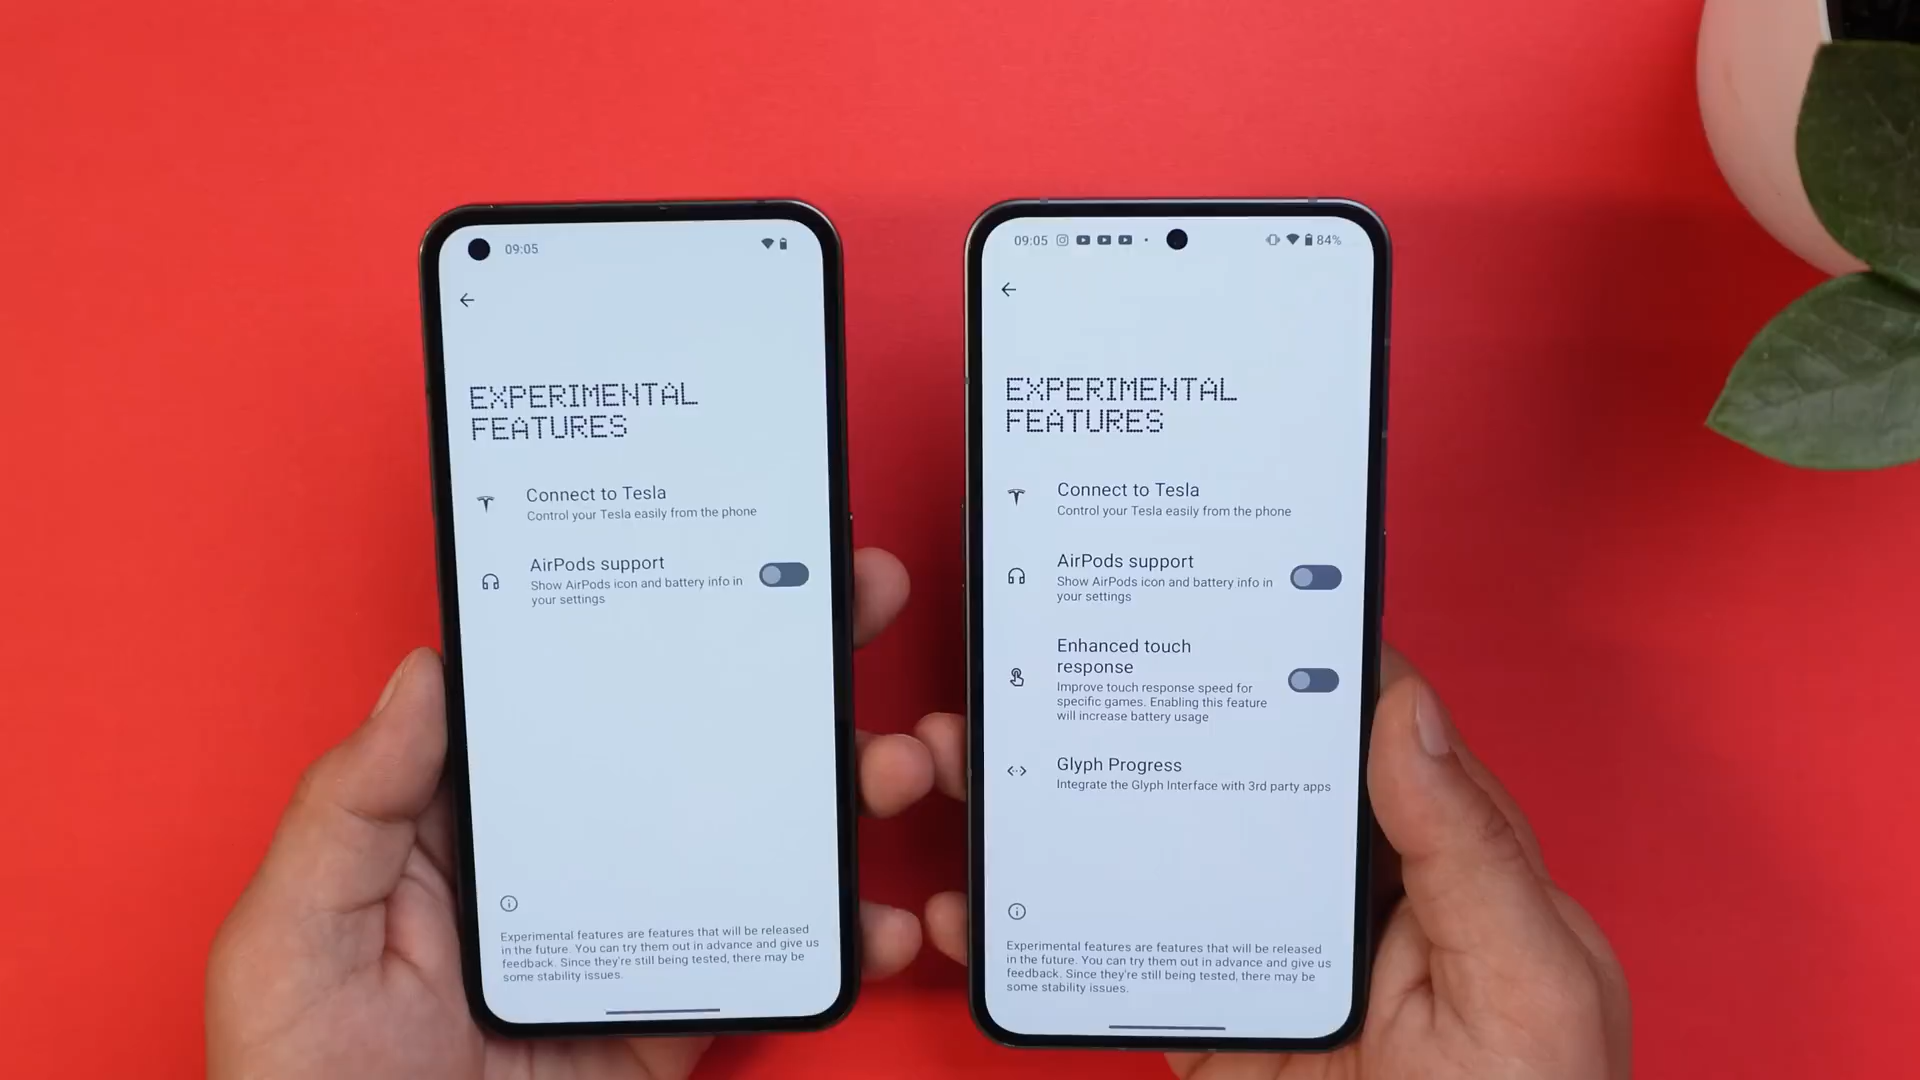 09:05
EXPERIMENTAL
FEATURES
Connect to Tesla
Control your Tesla easily from the phone
AirPods support
Show AirPods icon and battery info in
your settings
Experimental features are features that will be released
in the future. You can try them out in advance and give us
feedback. Since they're still being tested, there may be
some stability issues.
09:05
84%
EXPERIMENTAL
FEATURES
Connect to Tesla
Control your Tesla easily from the phone
AirPods support
Show AirPods icon and battery info in
your settings
Enhanced touch
response
Improve touch response speed for
specific games. Enabling this feature
will increase battery usage
Glyph Progress
Integrate the Glyph Interface with 3rd party apps
Experimental features are features that will be released
in the future. You can try them out in advance and give us
feedback. Since they're still being tested, there may be
some stability issues.